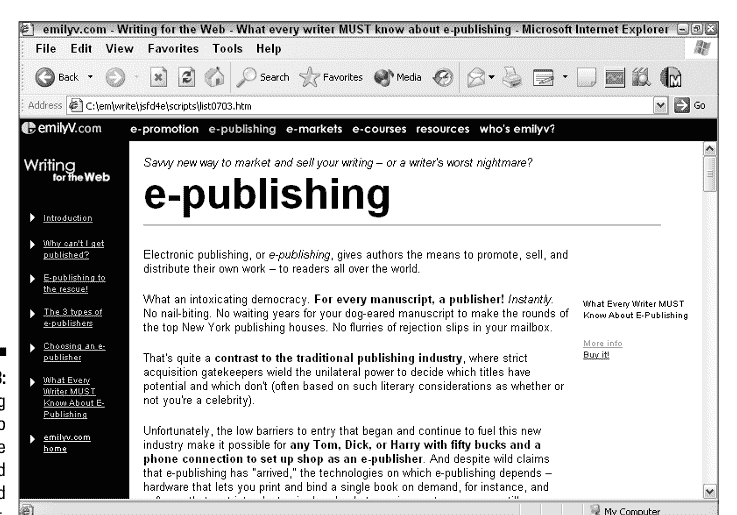 emilyv.com - Writing for the Web - What every writer MUST know about e-publishing - Microsoft Internet Explorer
File Edit View Favorites Tools Help
Back Search Favorites Media
Address C:\em\write\jsfd4e\scripts\list0703.htm Go
emilyV.com e-promotion e-publishing e-markets e-courses resources who's emilyv?
Writing
for the Web
Introduction
Why can't I get
published?
E-publishing to
the rescue!
The 3 types of
e-publishers
Choosing an e-
publisher
What Every
Writer MUST
Know About E-
Publishing
emilyv.com
home
Savvy new way to market and sell your writing – or a writer's worst nightmare?
e-publishing
Electronic publishing, or e-publishing, gives authors the means to promote, sell, and
distribute their own work – to readers all over the world.
What an intoxicating democracy. For every manuscript, a publisher! Instantly.
No nail-biting. No waiting years for your dog-eared manuscript to make the rounds of
the top New York publishing houses. No flurries of rejection slips in your mailbox.
That's quite a contrast to the traditional publishing industry, where strict
acquisition gatekeepers wield the unilateral power to decide which titles have
potential and which don't (often based on such literary considerations as whether or
not you're a celebrity).
Unfortunately, the low barriers to entry that began and continue to fuel this new
industry make it possible for any Tom, Dick, or Harry with fifty bucks and a
phone connection to set up shop as an e-publisher. And despite wild claims
that e-publishing has "arrived," the technologies on which e-publishing depends –
hardware that lets you print and bind a single book on demand, for instance, and
What Every Writer MUST
Know About E-Publishing
More info
Buy it!
My Computer